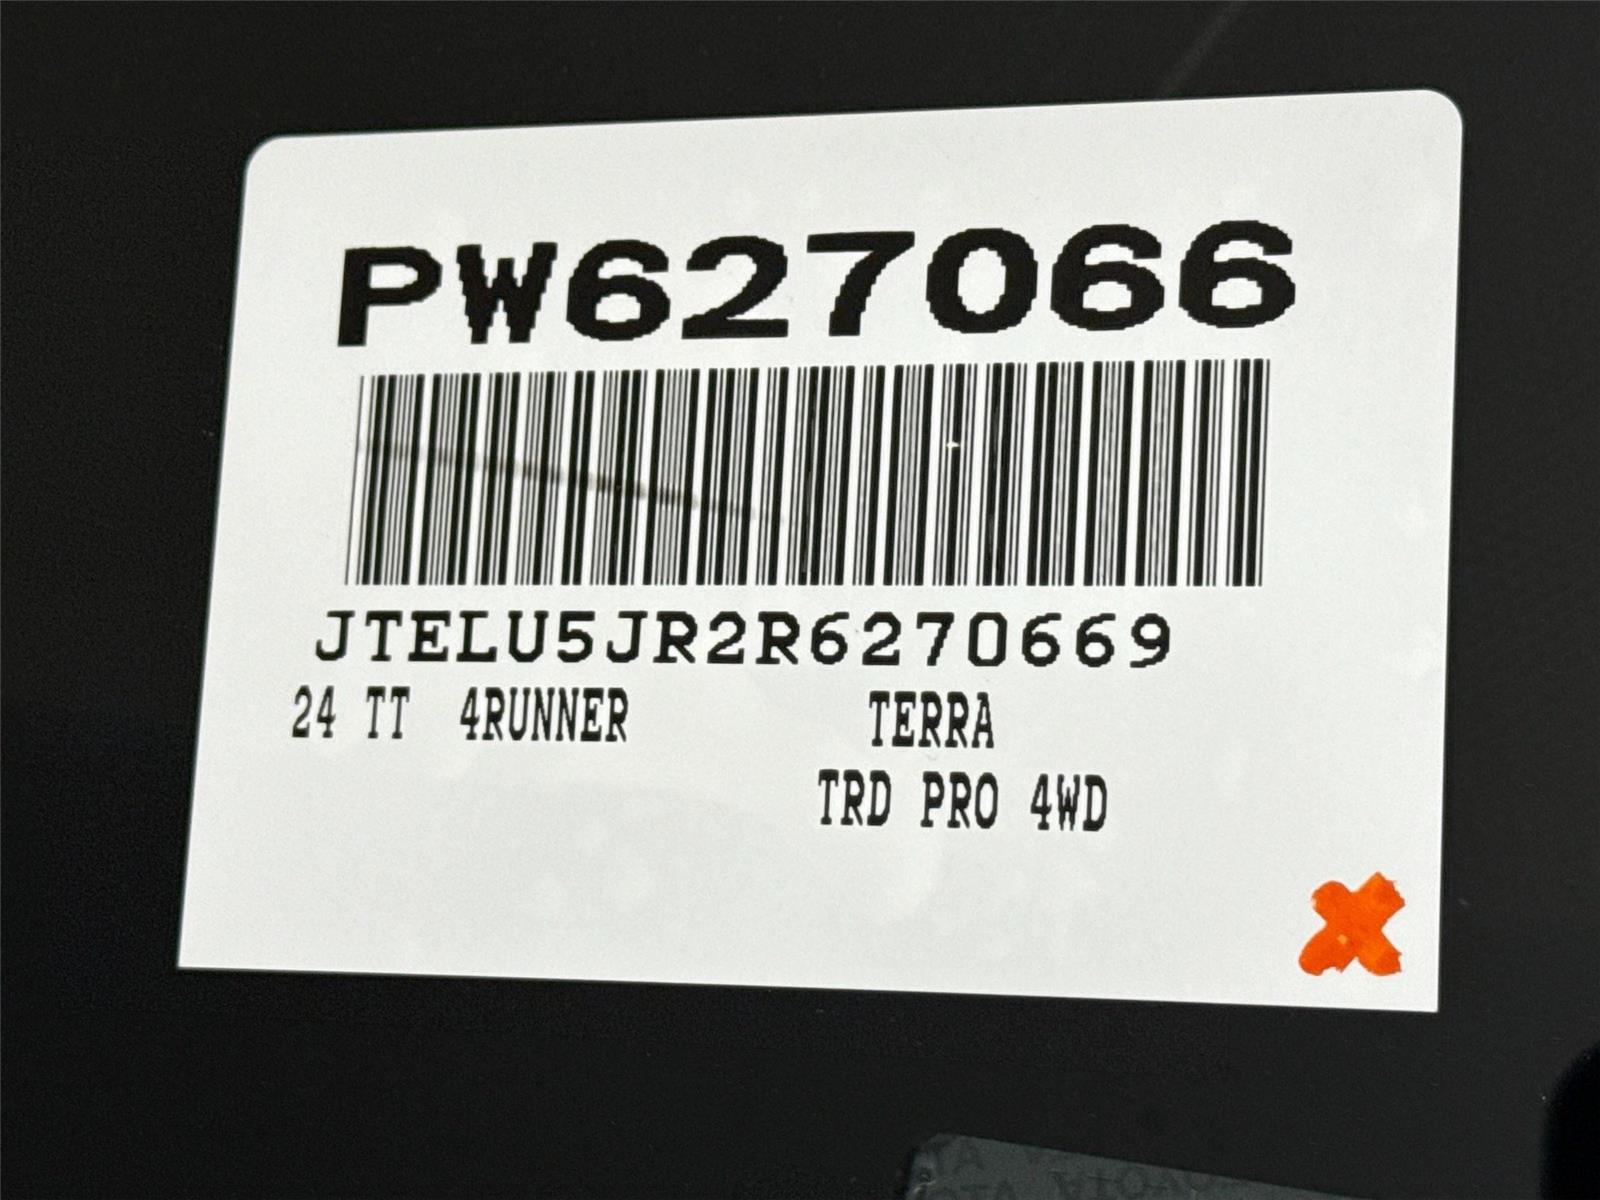 PW627066
JTELU5JR2R6270669
24 TT 4RUNNER TERRA
TRD PRO 4WD